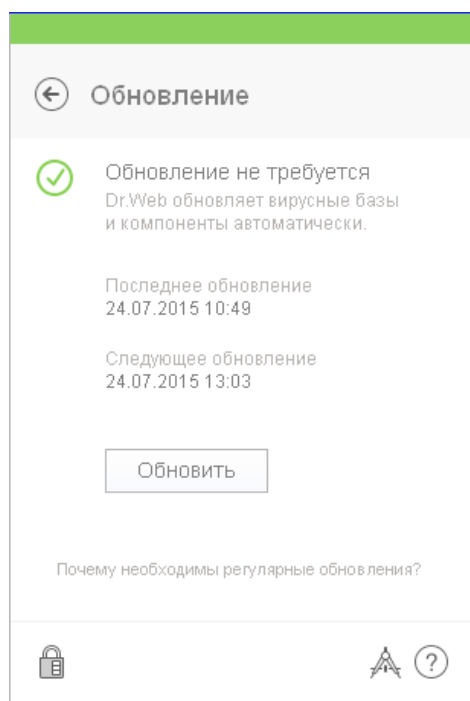 Обновление
Обновление не требуется
Dr.Web обновляет вирусные базы
и компоненты автоматически.
Последнее обновление
24.07.2015 10:49
Следующее обновление
24.07.2015 13:03
Обновить
Почему необходимы регулярные обновления?
?